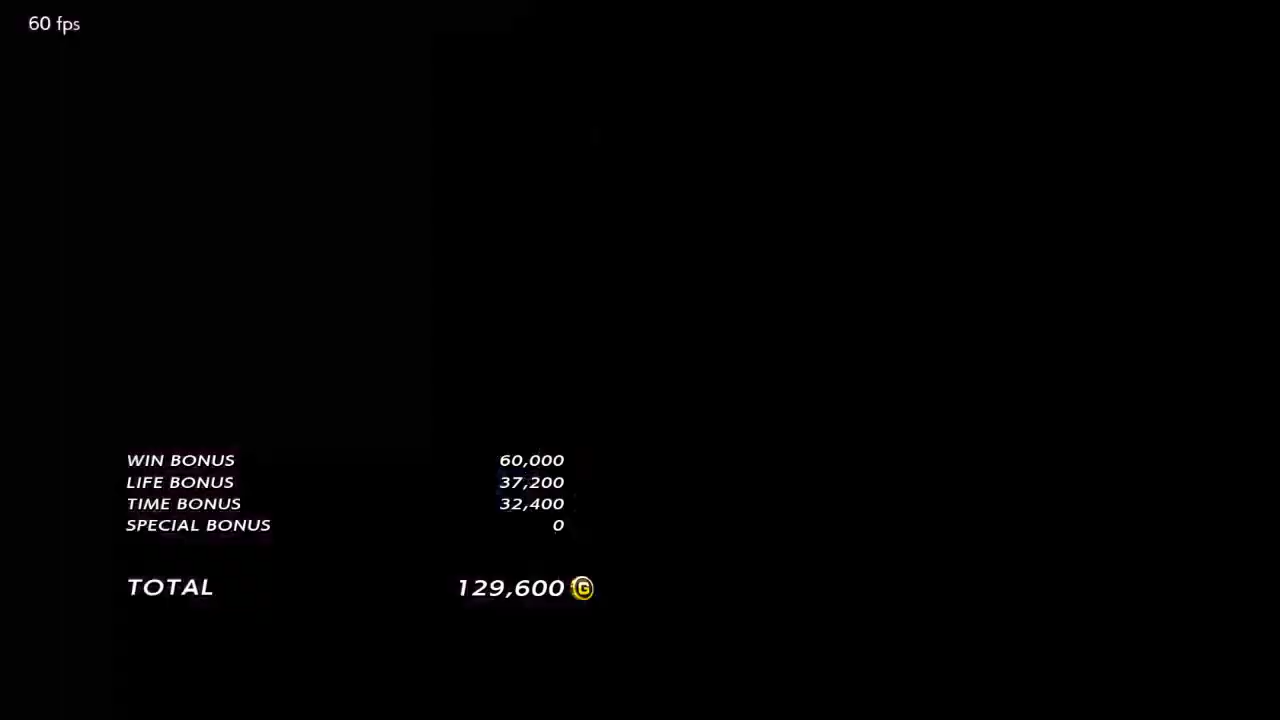 60 fps
WIN BONUS 60,000
LIFE BONUS 37,200
TIME BONUS 32,400
SPECIAL BONUS 0
TOTAL 129,600 G